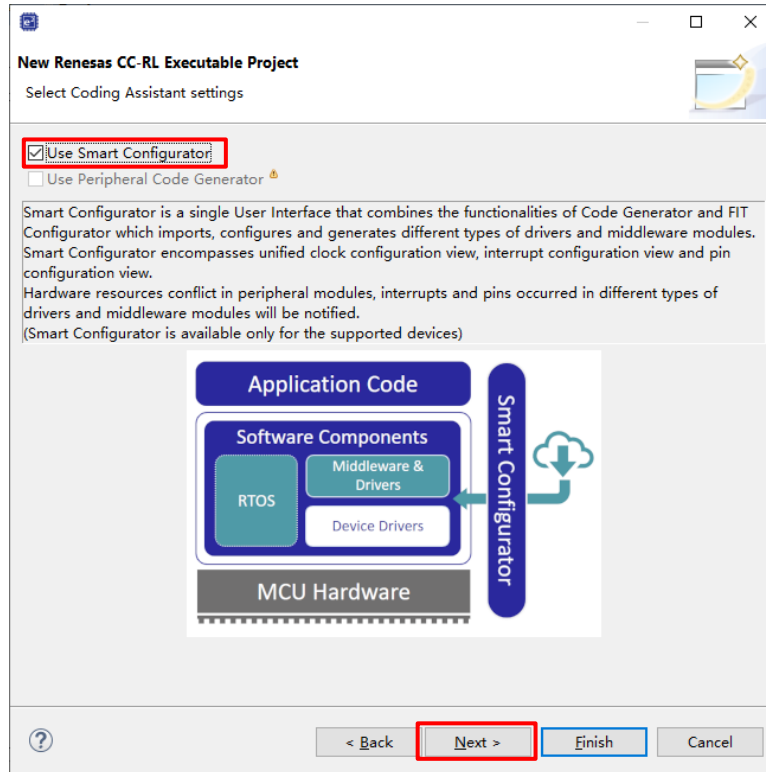 New Renesas CC-RL Executable Project
Select Coding Assistant settings
Use Smart Configurator
Use Peripheral Code Generator
Smart Configurator is a single User Interface that combines the functionalities of Code Generator and FIT
Configurator which imports, configures and generates different types of drivers and middleware modules.
Smart Configurator encompasses unified clock configuration view, interrupt configuration view and pin
configuration view.
Hardware resources conflict in peripheral modules, interrupts and pins occurred in different types of
drivers and middleware modules will be notified.
(Smart Configurator is available only for the supported devices)
Application Code
Software Components
RTOS
Middleware &
Drivers
Device Drivers
MCU Hardware
Smart Configurator
< Back Next > Finish Cancel